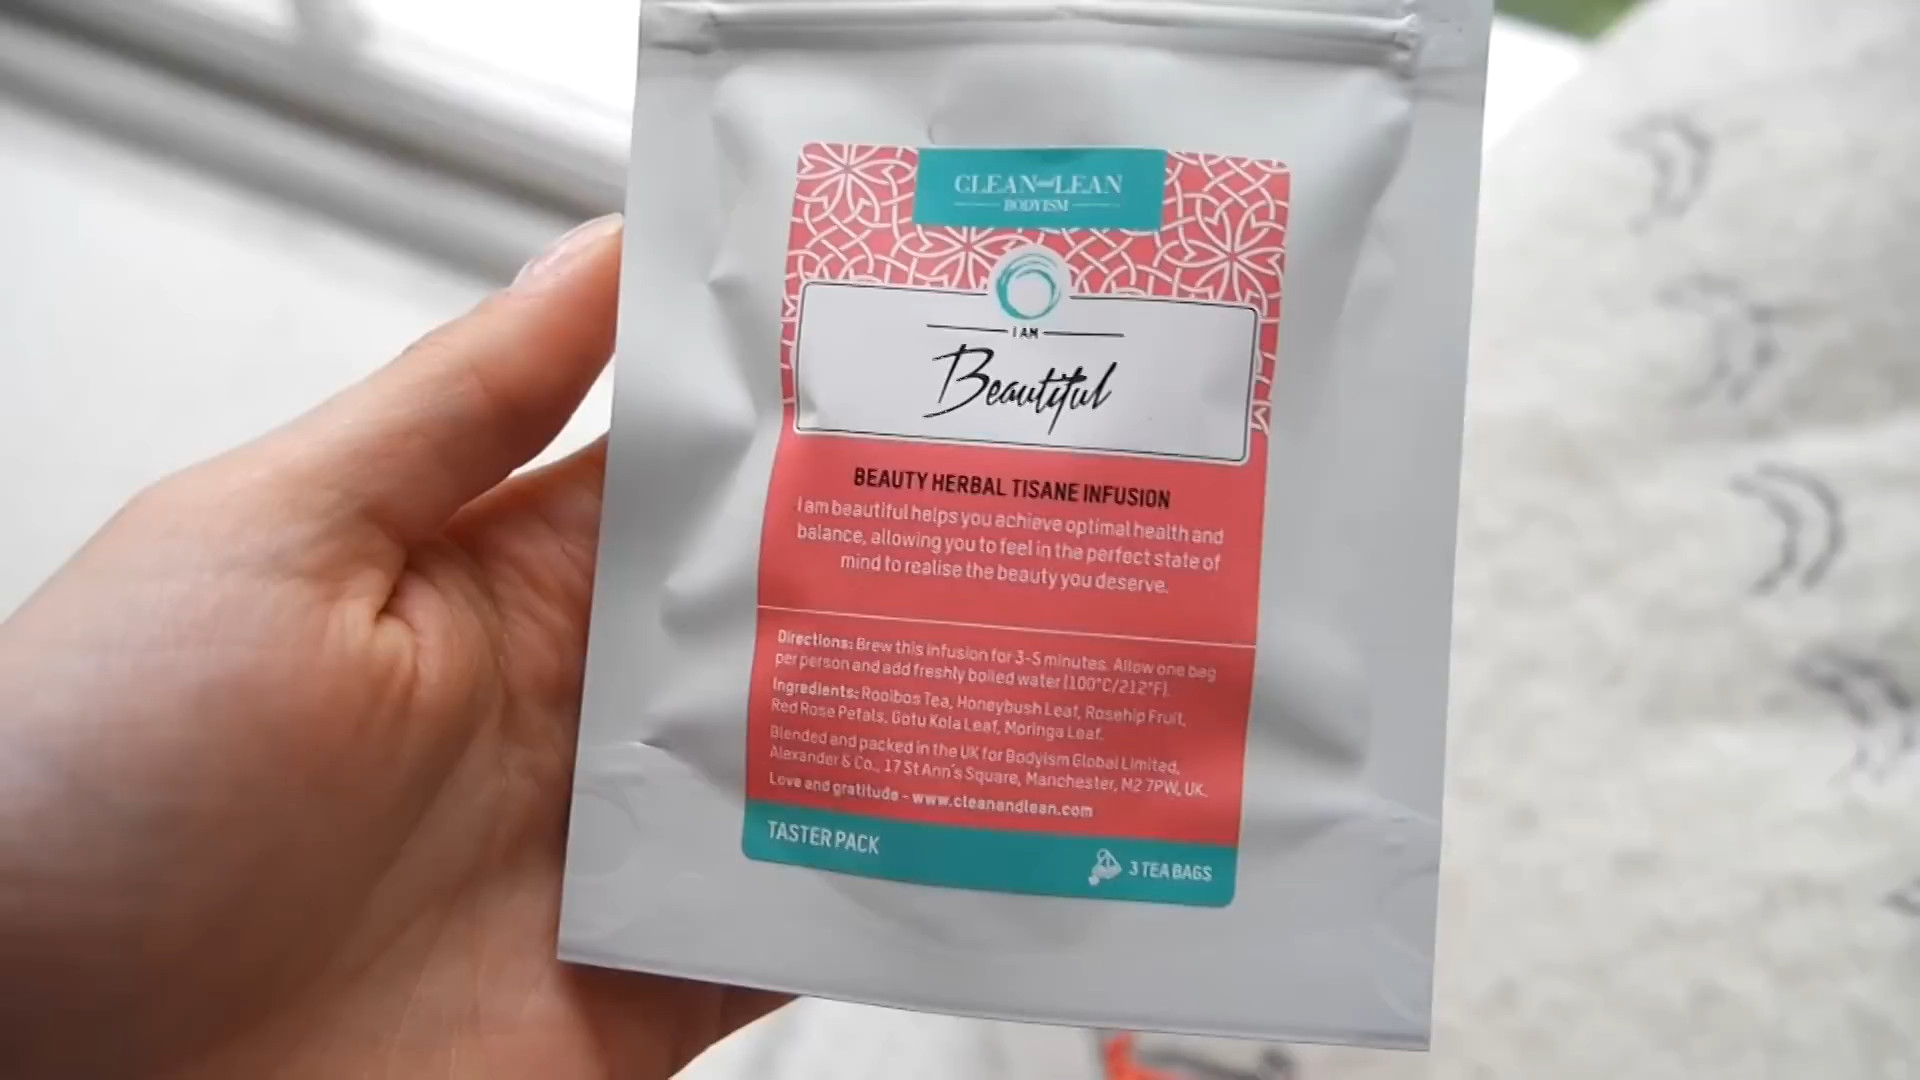 CLEAN and LEAN
BODYISM
I AM
Beautiful
BEAUTY HERBAL TISANE INFUSION
I am beautiful helps you achieve optimal health and
balance, allowing you to feel in the perfect state of
mind to realise the beauty you deserve.
Directions: Brew this infusion for 3-5 minutes. Allow one bag
per person and add freshly boiled water (100°C/212°F).
Ingredients: Rooibos Tea, Honeybush Leaf, Rosehip Fruit,
Red Rose Petals, Gotu Kola Leaf, Moringa Leaf.
Blended and packed in the UK for Bodyism Global Limited,
Alexander & Co., 17 St Ann's Square, Manchester, M2 7PW, UK.
Love and gratitude - www.cleanandlean.com
TASTER PACK
3 TEA BAGS